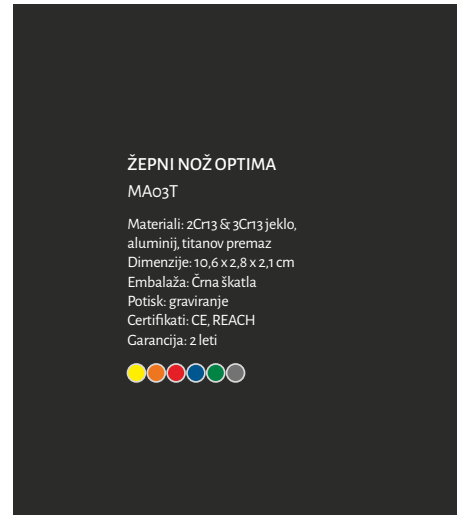 ŽEPNI NOŽ OPTIMA
MA03T
Materiali: 2Cr13 & 3Cr13 jeklo,
aluminij, titanov premaz
Dimenzije: 10,6 x 2,8 x 2,1 cm
Embalaža: Črna škatla
Potisk: graviranje
Certifikati: CE, REACH
Garancija: 2 leti